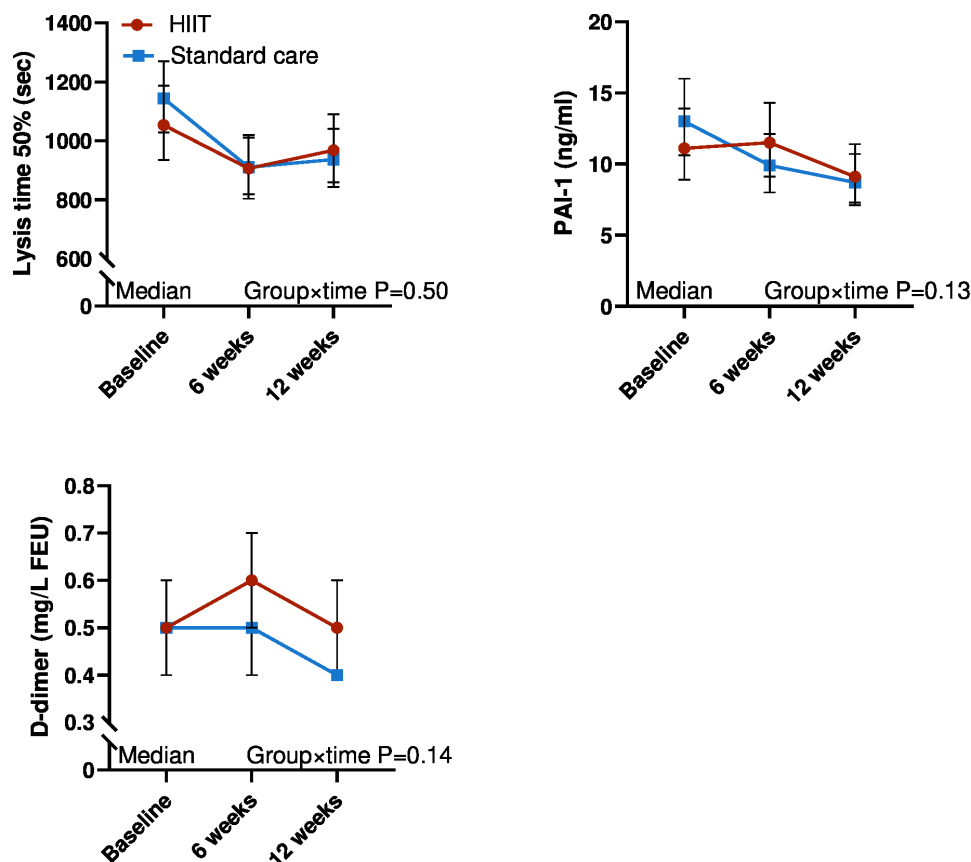 HIIT
Standard care
Lysis time 50% (sec)
1400
1200
1000
800
600
0
Median Group×time P=0.50
Baseline
6 weeks
12 weeks
PAI-1 (ng/ml)
20
15
10
5
0
Median Group×time P=0.13
Baseline
6 weeks
12 weeks
D-dimer (mg/L FEU)
0.8
0.7
0.6
0.5
0.4
0.3
0
Median Group×time P=0.14
Baseline
6 weeks
12 weeks